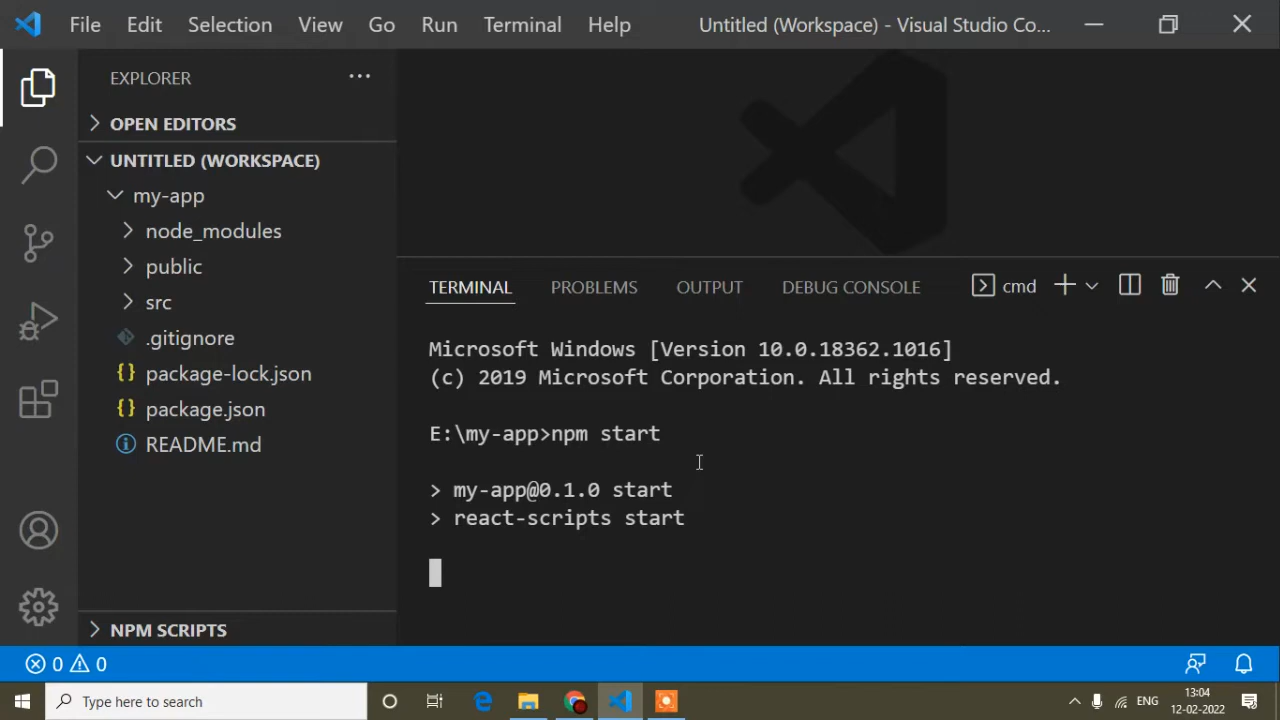 File Edit Selection View Go Run Terminal Help Untitled (Workspace) - Visual Studio Co...
EXPLORER
OPEN EDITORS
UNTITLED (WORKSPACE)
my-app
node_modules
public
src
.gitignore
package-lock.json
package.json
README.md
NPM SCRIPTS
TERMINAL PROBLEMS OUTPUT DEBUG CONSOLE cmd
Microsoft Windows [Version 10.0.18362.1016]
(c) 2019 Microsoft Corporation. All rights reserved.
E:\my-app>npm start
> my-app@0.1.0 start
> react-scripts start
0 0
Type here to search
ENG
13:04
12-02-2022